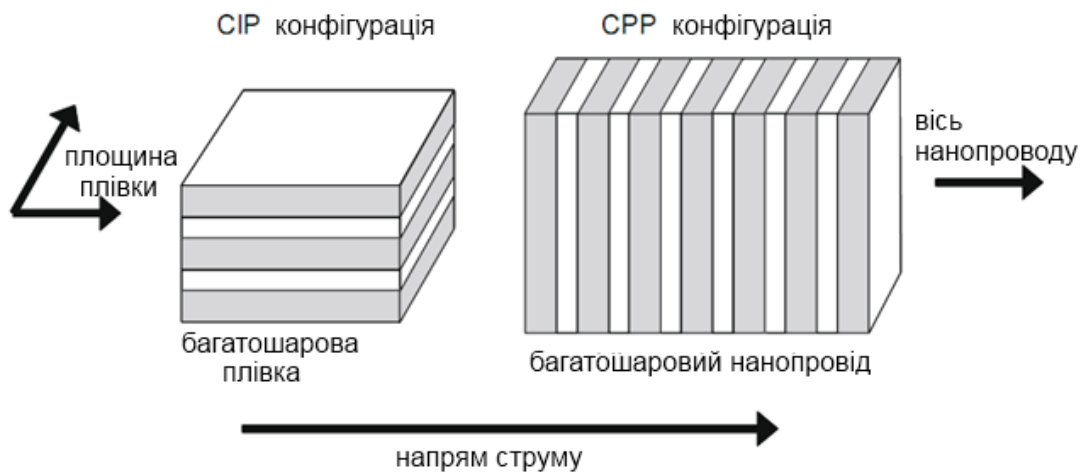 CIP конфігурація
CPP конфігурація
площина
плівки
вісь
нанопроводу
багатошарова
плівка
багатошаровий нанопровід
напрям струму